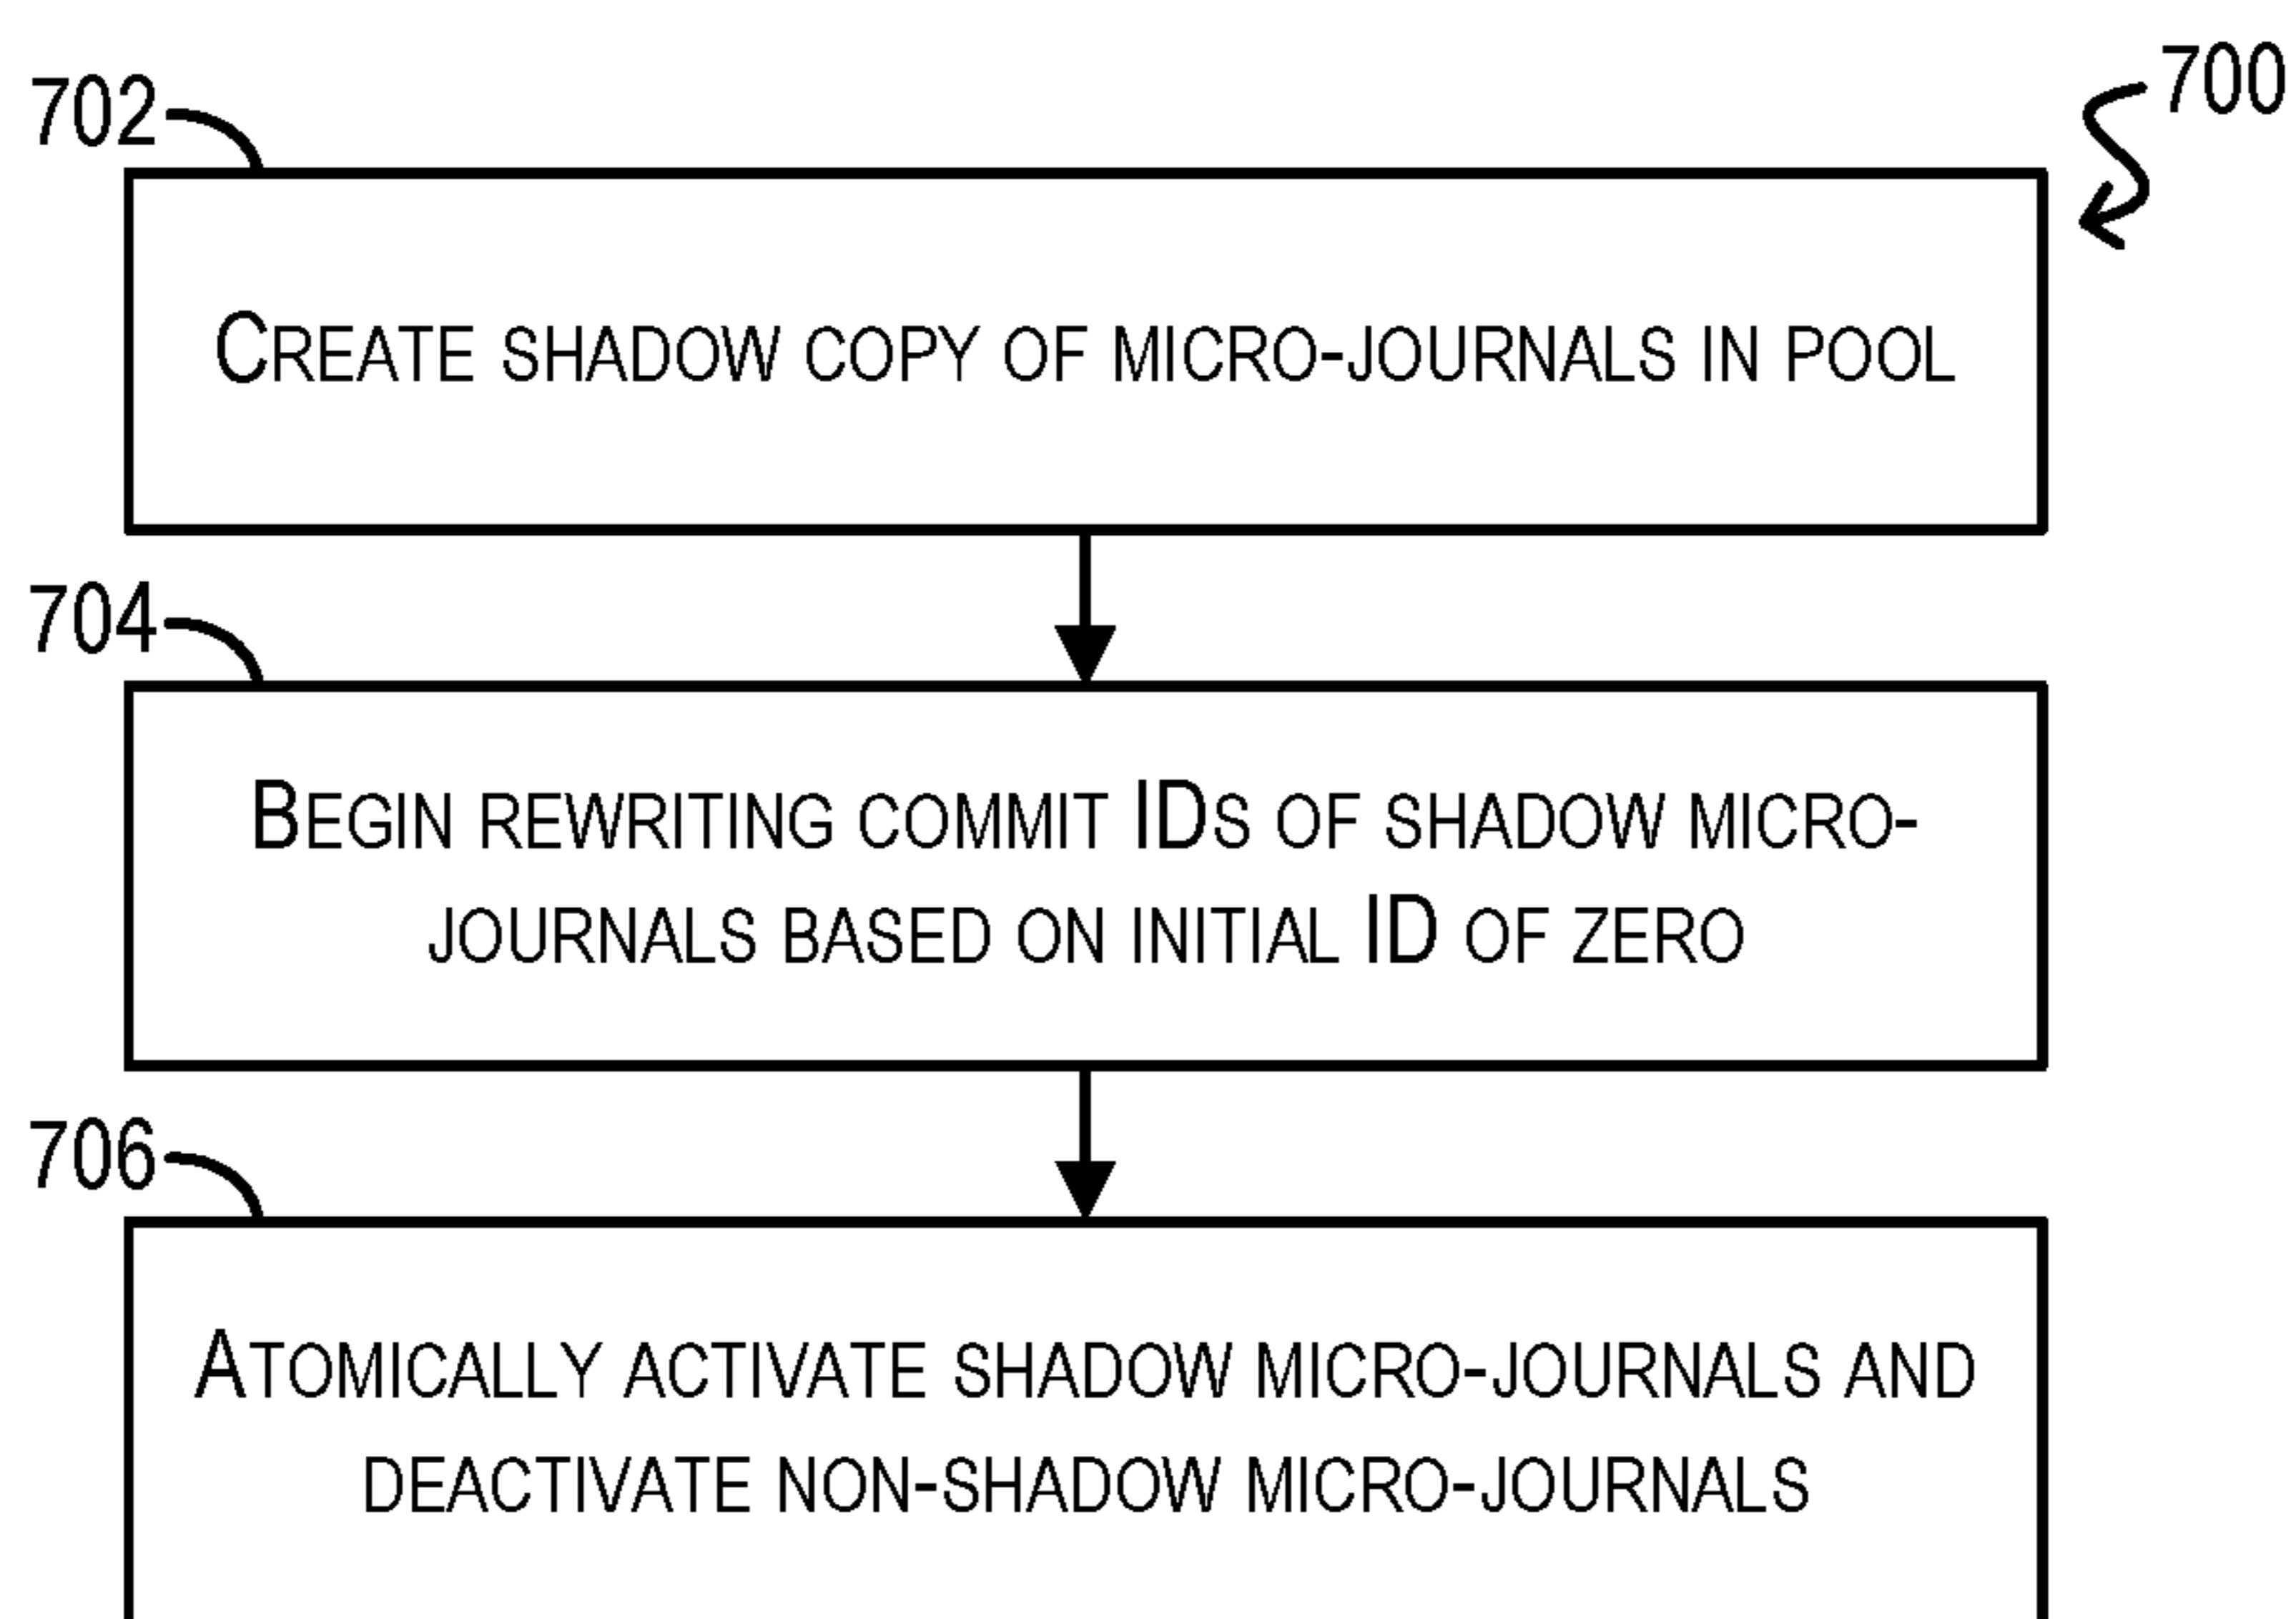 700
702
Create shadow copy of micro-journals in pool
704
Begin rewriting commit IDs of shadow micro-
journals based on initial ID of zero
706
Atomically activate shadow micro-journals and
deactivate non-shadow micro-journals